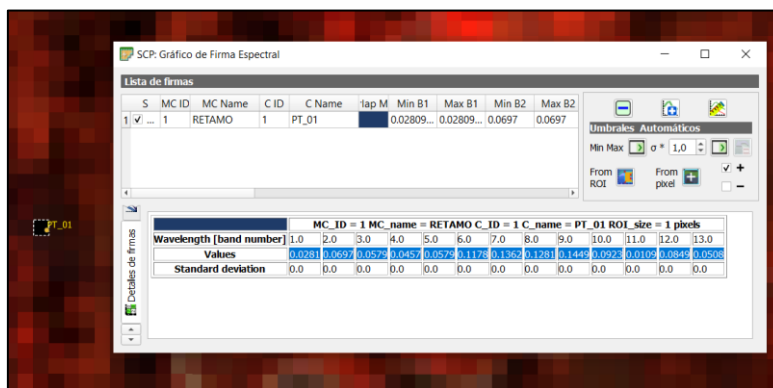 SCP: Gráfico de Firma Espectral
Lista de firmas
S MC ID MC Name C ID C Name lap M Min B1 Max B1 Min B2 Max B2
1 ... 1 RETAMO 1 PT_01 0.02809... 0.02809... 0.0697 0.0697
Umbrales Automáticos
Min Max σ * 1,0
From ROI From pixel + −
PT_01
Detalles de firmas
MC_ID = 1 MC_name = RETAMO C_ID = 1 C_name = PT_01 ROI_size = 1 pixels
Wavelength [band number] 1.0 2.0 3.0 4.0 5.0 6.0 7.0 8.0 9.0 10.0 11.0 12.0 13.0
Values 0.0281 0.0697 0.0579 0.0457 0.0579 0.1178 0.1362 0.1281 0.1449 0.0923 0.0109 0.0849 0.0508
Standard deviation 0.0 0.0 0.0 0.0 0.0 0.0 0.0 0.0 0.0 0.0 0.0 0.0 0.0